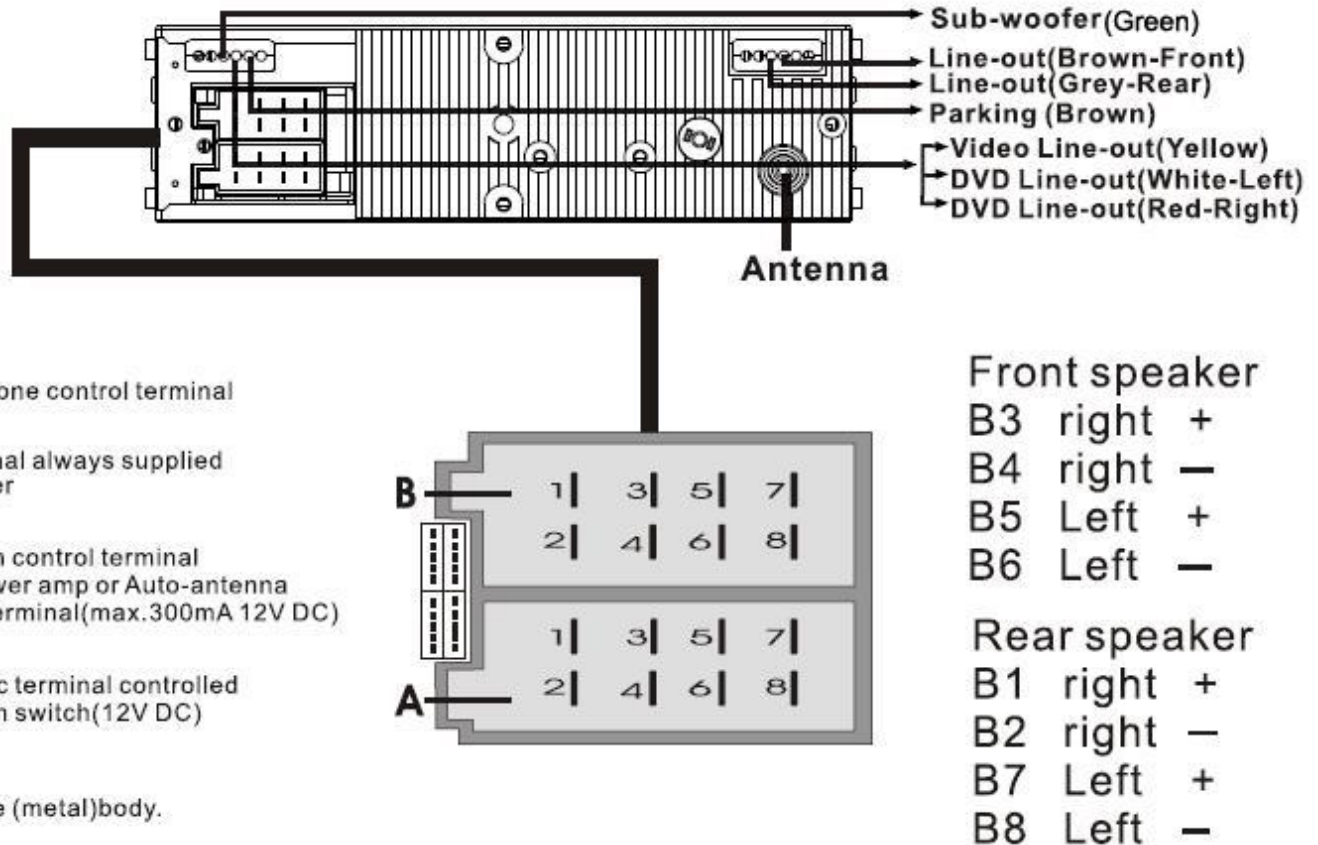 Sub-woofer(Green)
Line-out(Brown-Front)
Line-out(Grey-Rear)
Parking (Brown)
Video Line-out(Yellow)
DVD Line-out(White-Left)
DVD Line-out(Red-Right)
Antenna
one control terminal
always supplied
control terminal
amp or Auto-antenna
terminal(max.300mA 12V DC)
terminal controlled
switch(12V DC)
(metal)body.
B
1 3 5 7
2 4 6 8
1 3 5 7
A
2 4 6 8
Front speaker
B3 right +
B4 right —
B5 Left +
B6 Left —
Rear speaker
B1 right +
B2 right —
B7 Left +
B8 Left —